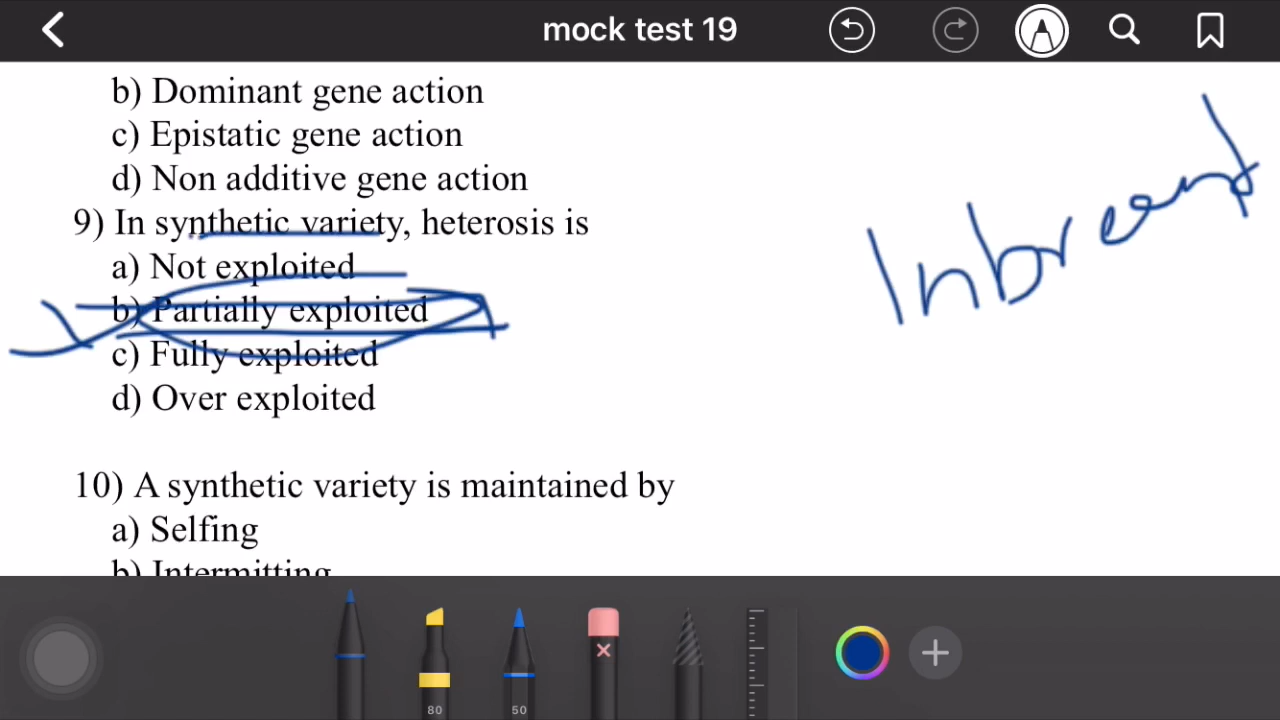 mock test 19
b) Dominant gene action
c) Epistatic gene action
d) Non additive gene action
9) In synthetic variety, heterosis is
a) Not exploited
b) Partially exploited
c) Fully exploited
d) Over exploited
10) A synthetic variety is maintained by
a) Selfing
b) Intermitting
80
50